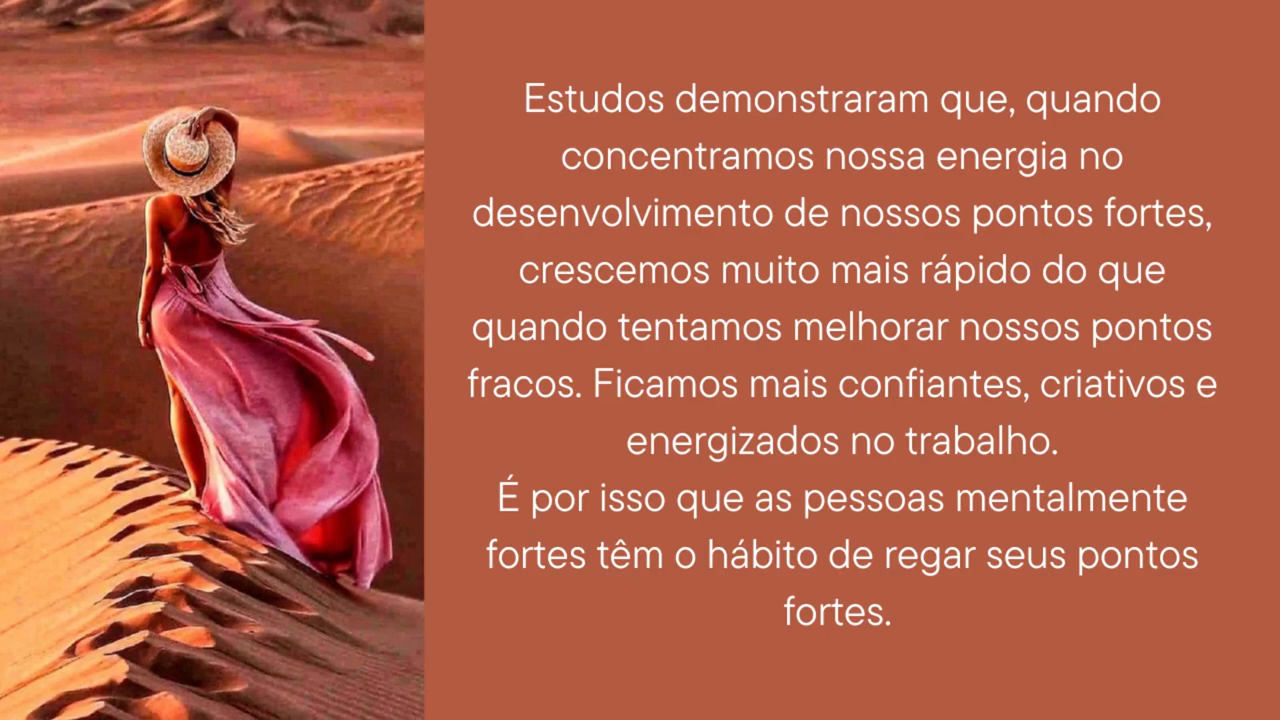 Estudos demonstraram que, quando
concentramos nossa energia no
desenvolvimento de nossos pontos fortes,
crescemos muito mais rápido do que
quando tentamos melhorar nossos pontos
fracos. Ficamos mais confiantes, criativos e
energizados no trabalho.
É por isso que as pessoas mentalmente
fortes têm o hábito de regar seus pontos
fortes.